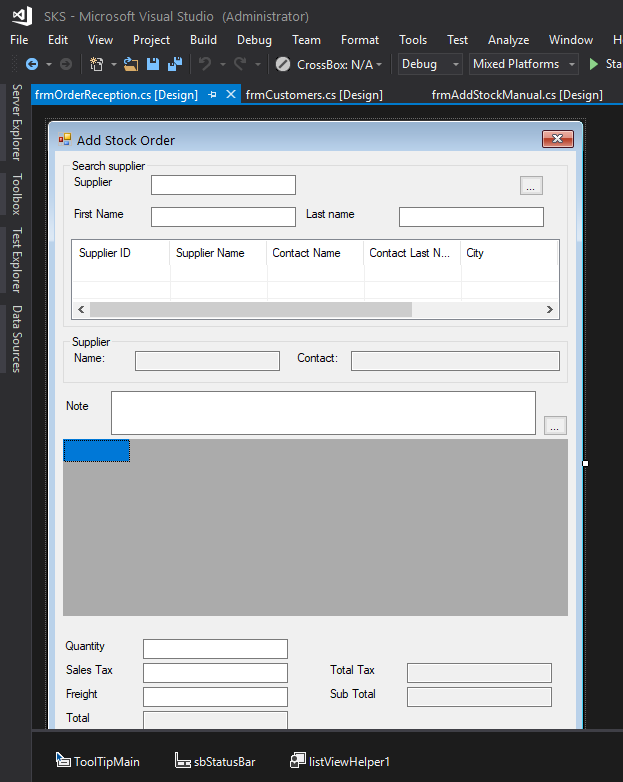 SKS - Microsoft Visual Studio (Administrator)
File Edit View Project Build Debug Team Format Tools Test Analyze Window
CrossBox: N/A Debug Mixed Platforms
frmOrderReception.cs [Design] frmCustomers.cs [Design] frmAddStockManual.cs [Design]
Server Explorer
Toolbox
Test Explorer
Data Sources
Add Stock Order
Search supplier
Supplier ...
First Name Last name
Supplier ID Supplier Name Contact Name Contact Last N... City
Supplier
Name: Contact:
Note
...
Quantity
Sales Tax Total Tax
Freight Sub Total
Total
ToolTipMain sbStatusBar listViewHelper1